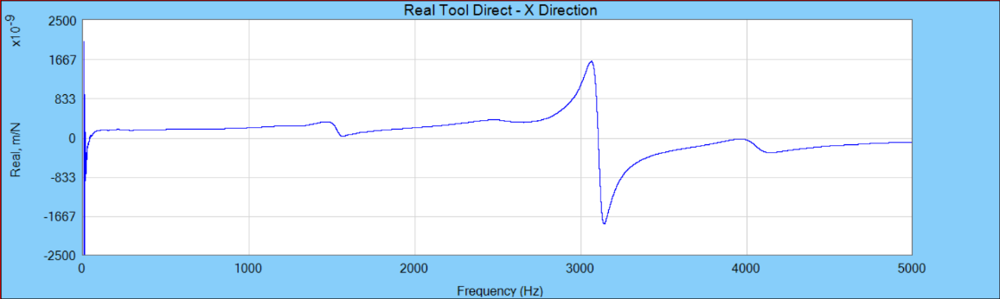 Real Tool Direct - X Direction
x10⁻⁹
2500
1667
833
0
-833
-1667
-2500
Real, m/N
0 1000 2000 3000 4000 5000
Frequency (Hz)